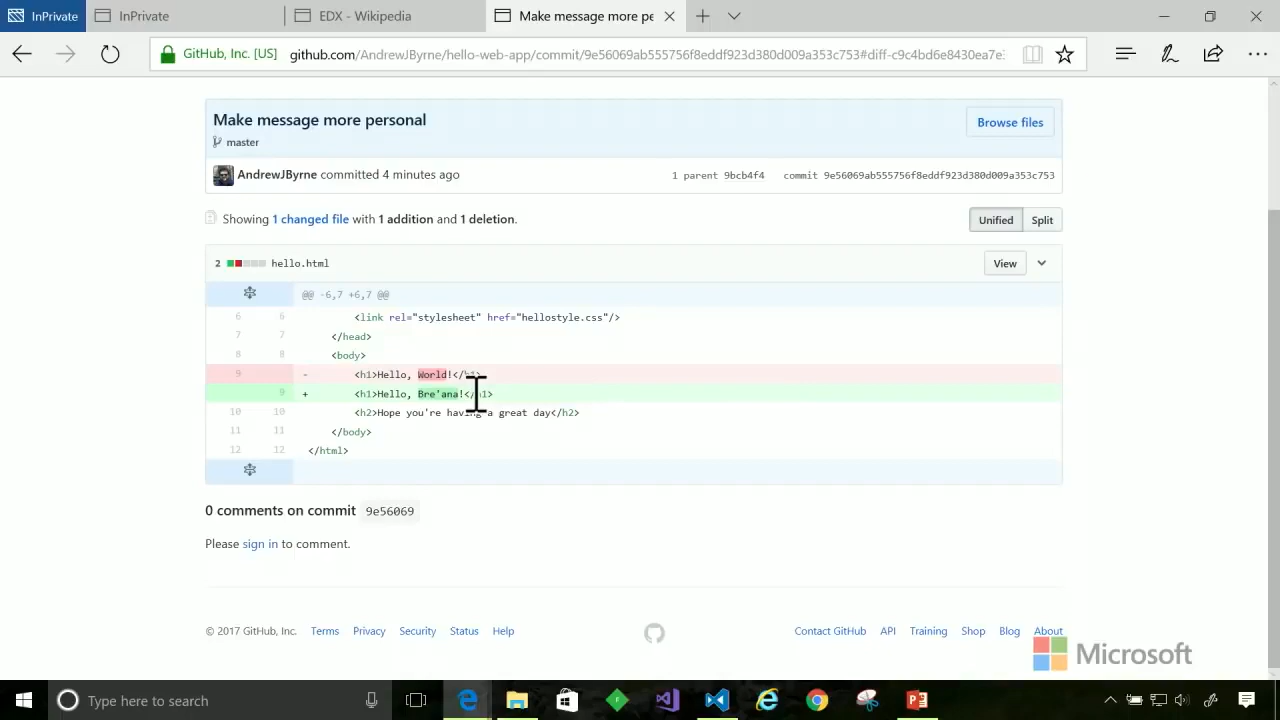 InPrivate
InPrivate
EDX - Wikipedia
Make message more pe
GitHub, Inc. [US]
github.com/AndrewJByrne/hello-web-app/commit/9e56069ab555756f8eddf923d380d009a353c753#diff-c9c4bd6e8430ea7e:
Make message more personal
Browse files
master
AndrewJByrne committed 4 minutes ago
1 parent 9bcb4f4 commit 9e56069ab555756f8eddf923d380d009a353c753
Showing 1 changed file with 1 addition and 1 deletion.
Unified Split
2 hello.html
View
@@ -6,7 +6,7 @@
6 6 <link rel="stylesheet" href="hellostyle.css"/>
7 7 </head>
8 8 <body>
9 - <h1>Hello, World!</h1>
9 + <h1>Hello, Bre'ana!</h1>
10 10 <h2>Hope you're having a great day</h2>
11 11 </body>
12 12 </html>
0 comments on commit 9e56069
Please sign in to comment.
© 2017 GitHub, Inc. Terms Privacy Security Status Help
Contact GitHub API Training Shop Blog About
Microsoft
Type here to search